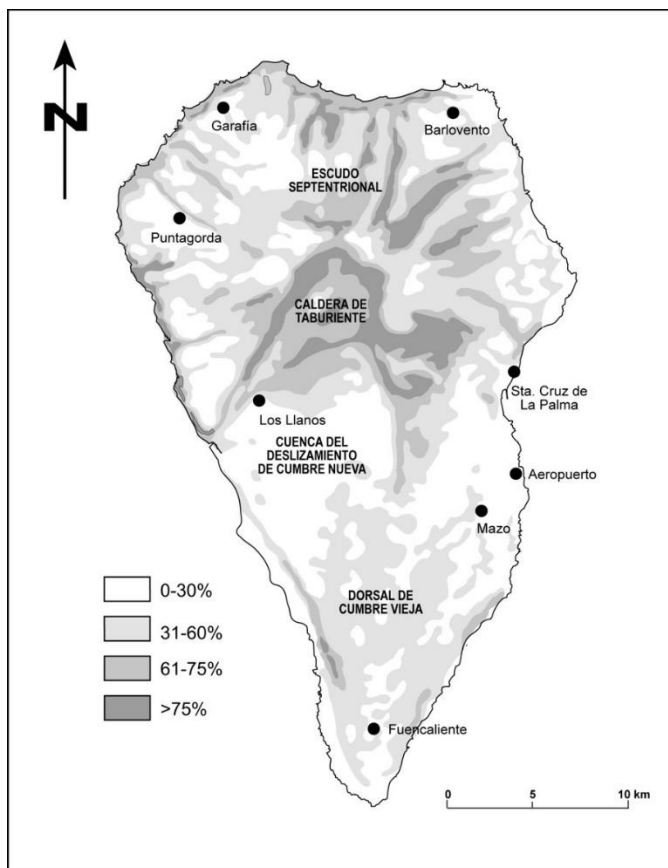 N
Garafía
Barlovento
ESCUDO
SEPTENTRIONAL
Puntagorda
CALDERA DE
TABURIENTE
Sta. Cruz de
La Palma
Los Llanos
CUENCA DEL
DESLIZAMIENTO
DE CUMBRE NUEVA
Aeropuerto
Mazo
0-30%
31-60%
61-75%
>75%
DORSAL DE
CUMBRE VIEJA
Fuencaliente
0 5 10 km